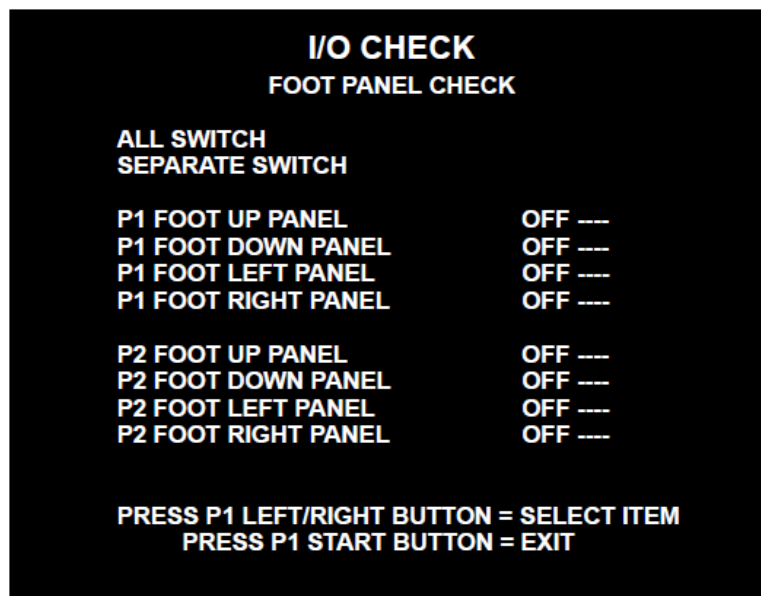 I/O CHECK
FOOT PANEL CHECK
ALL SWITCH
SEPARATE SWITCH
P1 FOOT UP PANEL OFF ----
P1 FOOT DOWN PANEL OFF ----
P1 FOOT LEFT PANEL OFF ----
P1 FOOT RIGHT PANEL OFF ----
P2 FOOT UP PANEL OFF ----
P2 FOOT DOWN PANEL OFF ----
P2 FOOT LEFT PANEL OFF ----
P2 FOOT RIGHT PANEL OFF ----
PRESS P1 LEFT/RIGHT BUTTON = SELECT ITEM
PRESS P1 START BUTTON = EXIT